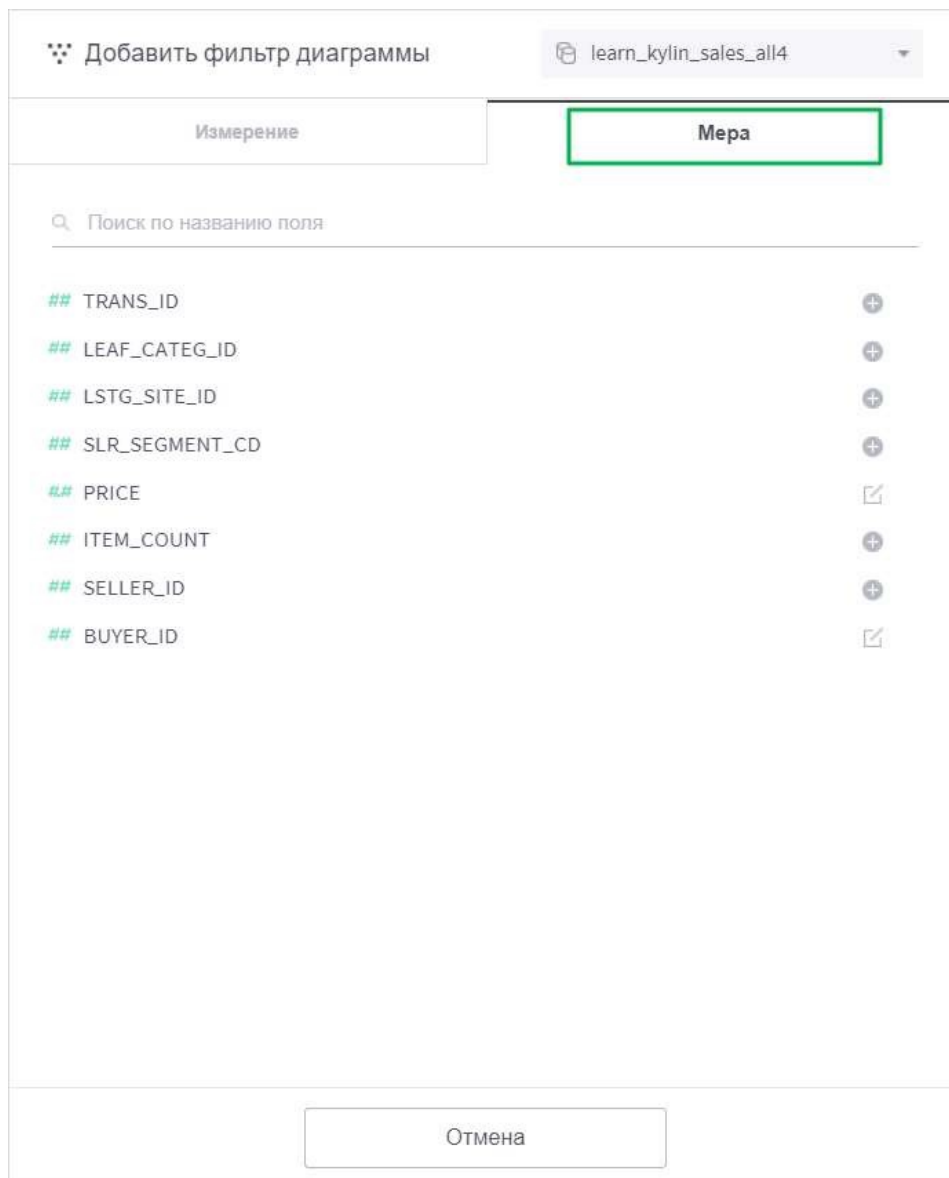 Добавить фильтр диаграммы
learn_kylin_sales_all4
Измерение
Мера
Поиск по названию поля
## TRANS_ID
## LEAF_CATEG_ID
## LSTG_SITE_ID
## SLR_SEGMENT_CD
#.# PRICE
## ITEM_COUNT
## SELLER_ID
## BUYER_ID
Отмена